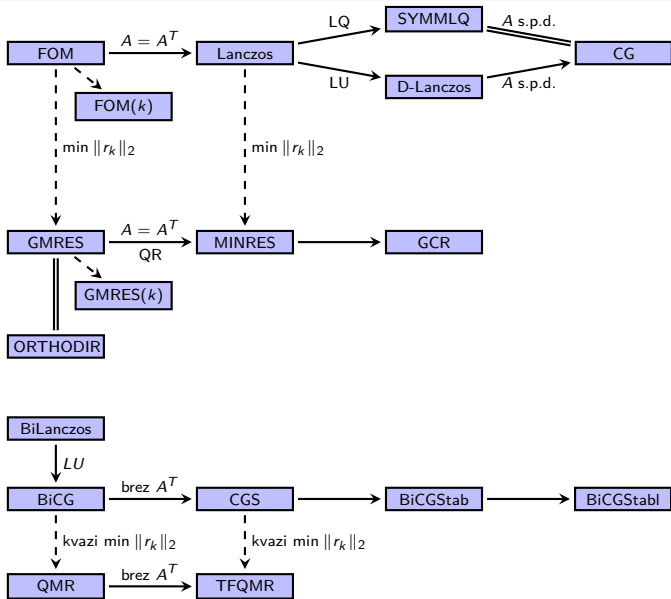 LQ
SYMMLQ
A s.p.d.
FOM
A = A^T
Lanczos
CG
LU
D-Lanczos
A s.p.d.
FOM(k)
min ‖r_k‖_2
min ‖r_k‖_2
GMRES
A = A^T
QR
MINRES
GCR
GMRES(k)
ORTHODIR
BiLanczos
LU
BiCG
brez A^T
CGS
BiCGStab
BiCGStabl
kvazi min ‖r_k‖_2
kvazi min ‖r_k‖_2
QMR
brez A^T
TFQMR